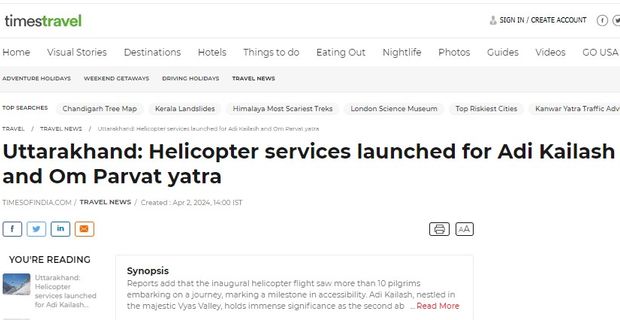 timestravel
SIGN IN / CREATE ACCOUNT
Home Visual Stories Destinations Hotels Things to do Eating Out Nightlife Photos Guides Videos GO USA
ADVENTURE HOLIDAYS WEEKEND GETAWAYS DRIVING HOLIDAYS TRAVEL NEWS
TOP SEARCHES Chandigarh Tree Map Kerala Landslides Himalaya Most Scariest Treks London Science Museum Top Riskiest Cities Kanwar Yatra Traffic Adv
TRAVEL / TRAVEL NEWS / Uttarakhand: Helicopter services launched for Adi Kailash and Om Parvat yatra
Uttarakhand: Helicopter services launched for Adi Kailash
and Om Parvat yatra
TIMESOFINDIA.COM / TRAVEL NEWS / Created : Apr 2, 2024, 14:00 IST
AA
YOU'RE READING
Uttarakhand:
Helicopter
services launched
for Adi Kailash...
Synopsis
Reports add that the inaugural helicopter flight saw more than 10 pilgrims
embarking on a journey, marking a milestone in accessibility. Adi Kailash, nestled in
the majestic Vyas Valley, holds immense significance as the second ab ... Read More